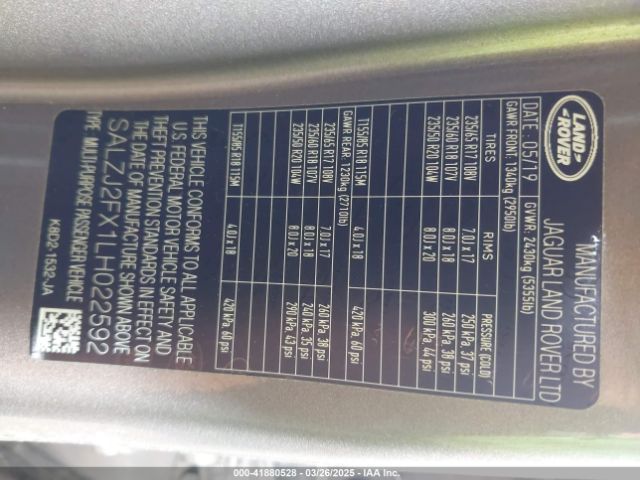 LAND
ROVER
MANUFACTURED BY
JAGUAR LAND ROVER LTD
DATE: 05/19 GVWR: 2430kg (5355lb)
GAWR FRONT: 1340kg (2950lb)
TIRES RIMS PRESSURE (COLD)
235/65 R17 108V 7.0J x 17 250 kPa, 37 psi
235/60 R18 107V 8.0J x 18 260 kPa, 38 psi
235/50 R20 104W 8.0J x 20 300 kPa, 44 psi
T155/85 R18 115M 4.0J x 18 420 kPa, 60 psi
GAWR REAR: 1230kg (2710lb)
235/65 R17 108V 7.0J x 17 260 kPa, 38 psi
235/60 R18 107V 8.0J x 18 240 kPa, 35 psi
235/50 R20 104W 8.0J x 20 290 kPa, 43 psi
T155/85 R18 115M 4.0J x 18 420 kPa, 60 psi
THIS VEHICLE CONFORMS TO ALL APPLICABLE
U.S. FEDERAL MOTOR VEHICLE SAFETY AND
THEFT PREVENTION STANDARDS IN EFFECT ON
THE DATE OF MANUFACTURE SHOWN ABOVE
SALZJ2FX1LH022592
TYPE: MULTI-PURPOSE PASSENGER VEHICLE
K8D2-1532-JA
000-41880528 - 03/26/2025 - IAA Inc.